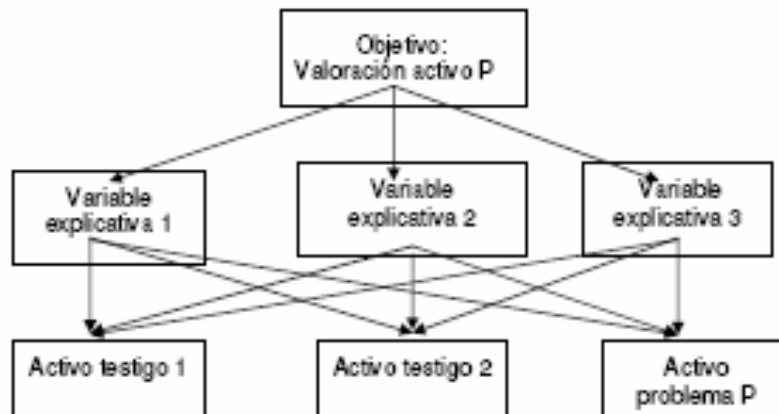 Objetivo:
Valoración activo P
Variable
explicativa 1
Variable
explicativa 2
Variable
explicativa 3
Activo testigo 1
Activo testigo 2
Activo
problema P